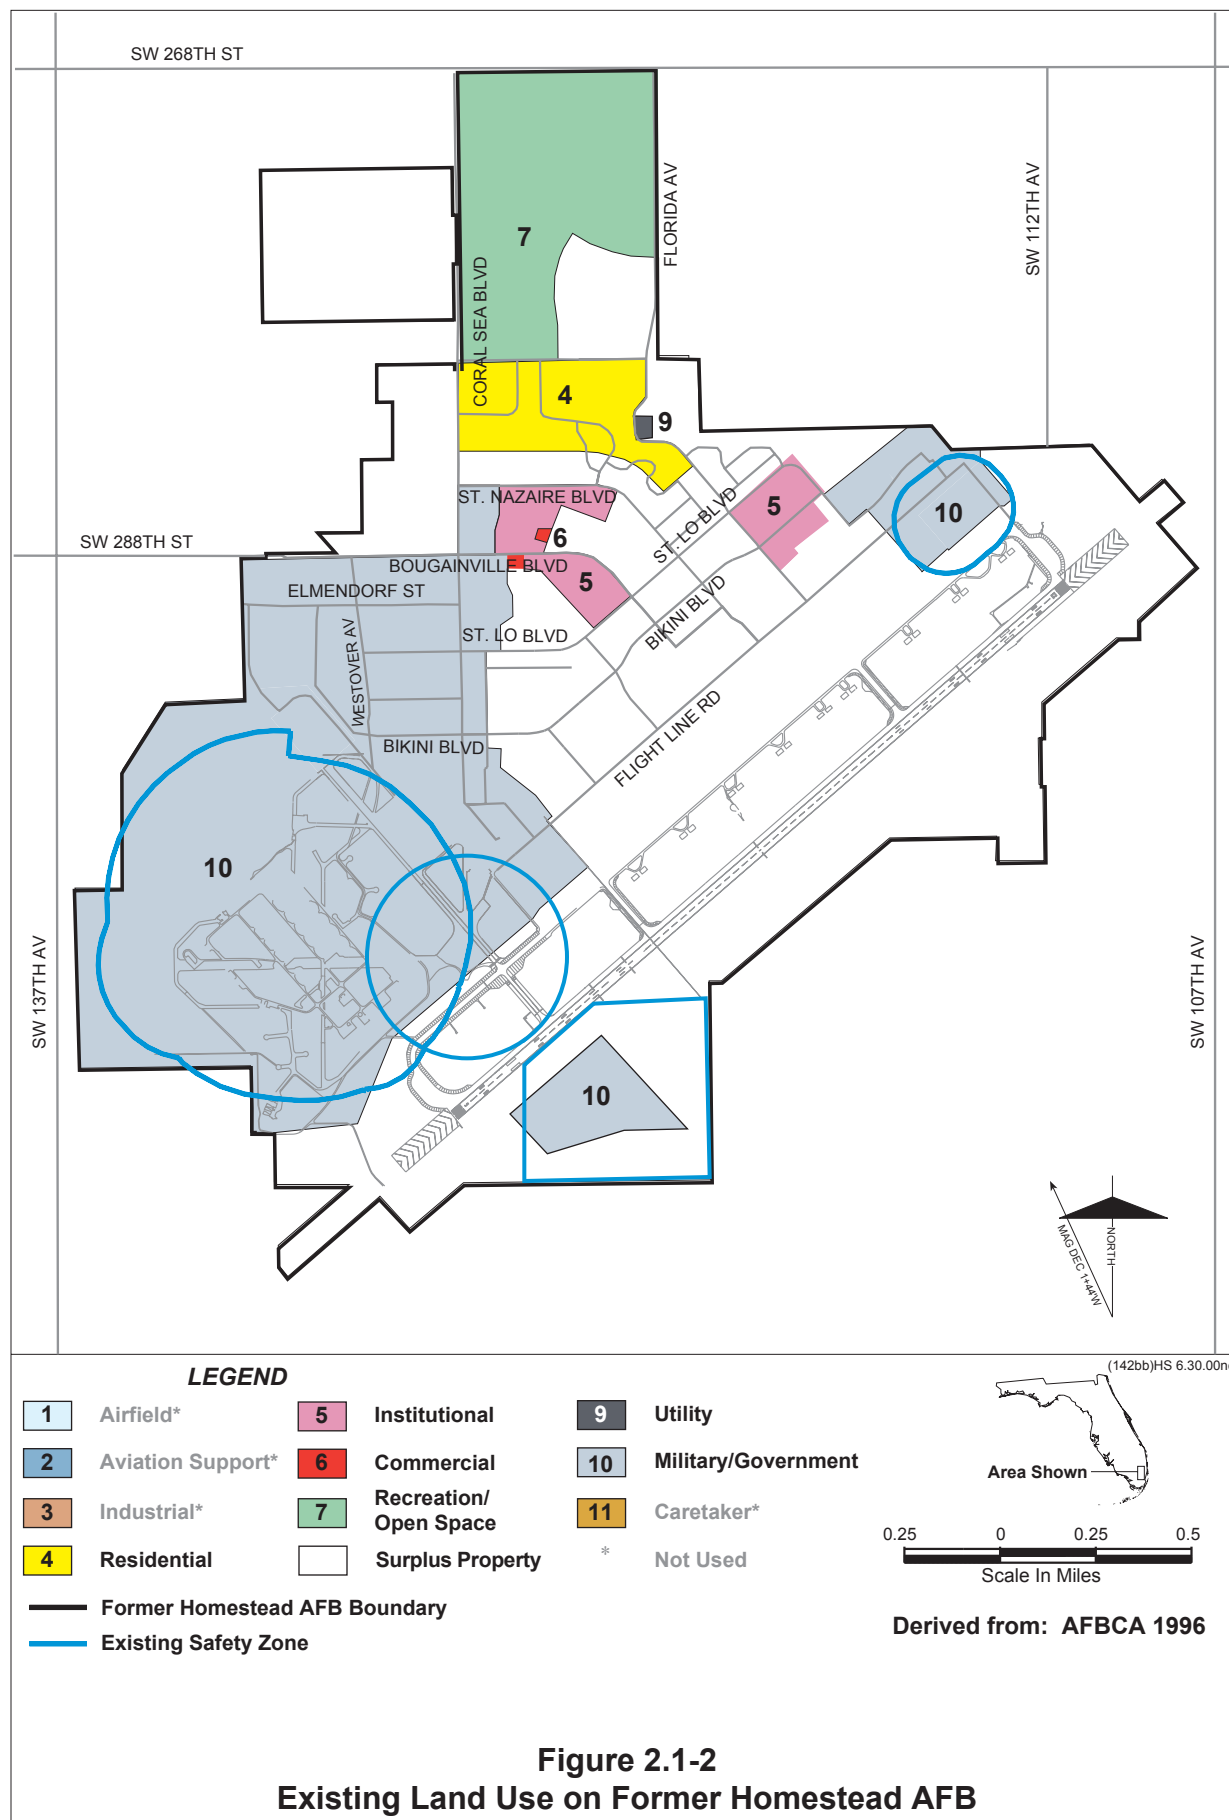 SW 268TH ST
FLORIDA AV
SW 112TH AV
7
CORAL SEA BLVD
4
9
ST. NAZAIRE BLVD
5
10
ST. LO BLVD
SW 288TH ST
6
BOUGAINVILLE BLVD
5
ELMENDORF ST
BIKINI BLVD
ST. LO BLVD
WESTOVER AV
FLIGHT LINE RD
BIKINI BLVD
10
SW 137TH AV
SW 107TH AV
10
MAG DEC 1+44'W
NORTH
(142bb)HS 6.30.00n
LEGEND
1 Airfield*
2 Aviation Support*
3 Industrial*
4 Residential
5 Institutional
6 Commercial
7 Recreation/
Open Space
Surplus Property
9 Utility
10 Military/Government
11 Caretaker*
* Not Used
Former Homestead AFB Boundary
Existing Safety Zone
Area Shown
0.25 0 0.25 0.5
Scale In Miles
Derived from: AFBCA 1996
Figure 2.1-2
Existing Land Use on Former Homestead AFB